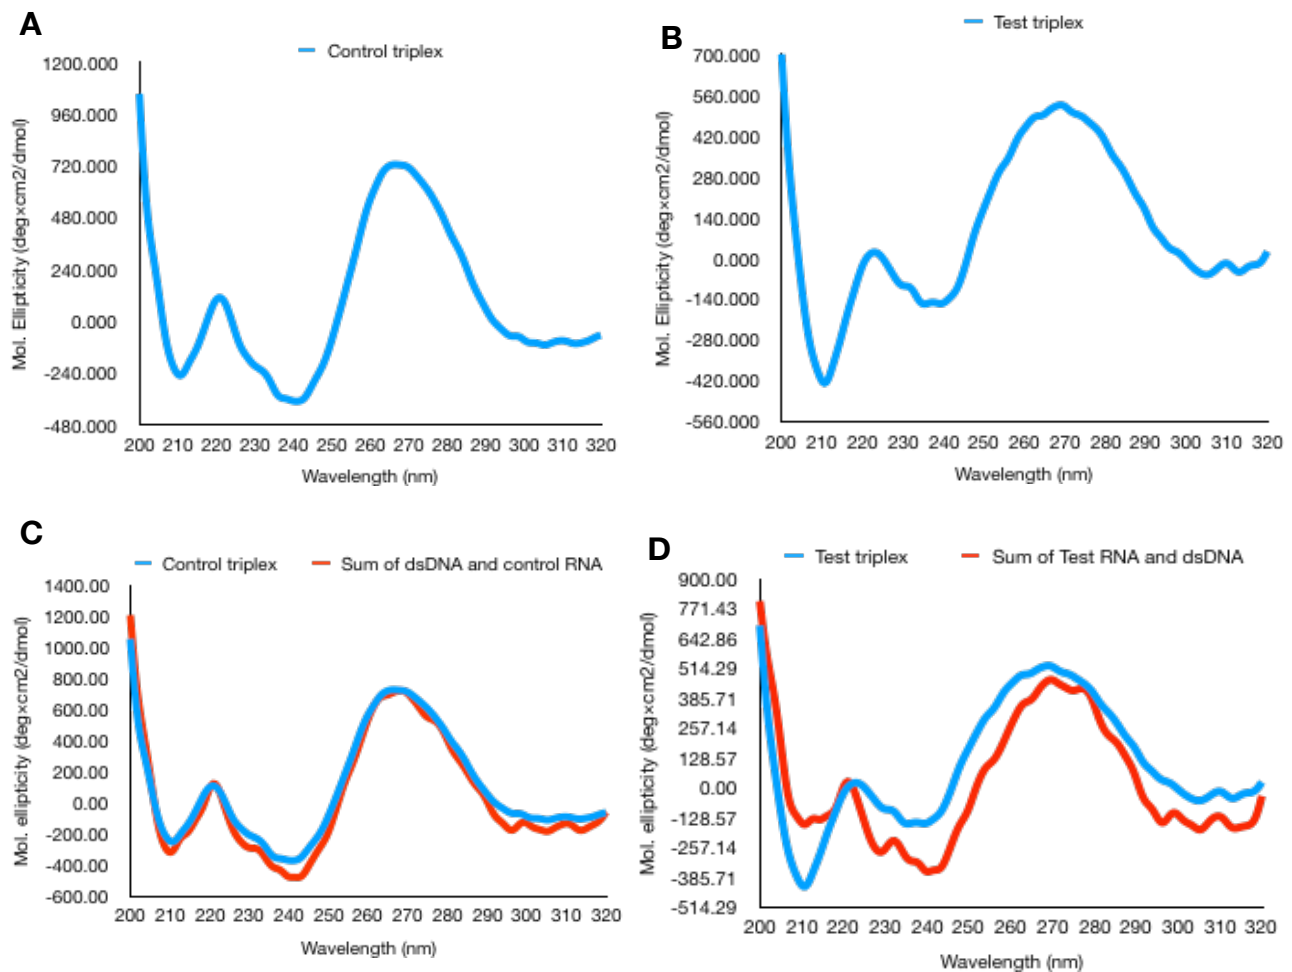 A
Control triplex
1200.000
960.000
720.000
480.000
240.000
0.000
-240.000
-480.000
Mol. Ellipticity (deg×cm2/dmol)
200 210 220 230 240 250 260 270 280 290 300 310 320
Wavelength (nm)
B
Test triplex
700.000
560.000
420.000
280.000
140.000
0.000
-140.000
-280.000
-420.000
-560.000
Mol. Ellipticity (deg×cm2/dmol)
200 210 220 230 240 250 260 270 280 290 300 310 320
Wavelength (nm)
C
Control triplex Sum of dsDNA and control RNA
1400.00
1200.00
1000.00
800.00
600.00
400.00
200.00
0.00
-200.00
-400.00
-600.00
Mol. ellipticity (deg×cm2/dmol)
200 210 220 230 240 250 260 270 280 290 300 310 320
Wavelength (nm)
D
Test triplex Sum of Test RNA and dsDNA
900.00
771.43
642.86
514.29
385.71
257.14
128.57
0.00
-128.57
-257.14
-385.71
-514.29
Mol. ellipticity (deg×cm2/dmol)
200 210 220 230 240 250 260 270 280 290 300 310 320
Wavelength (nm)